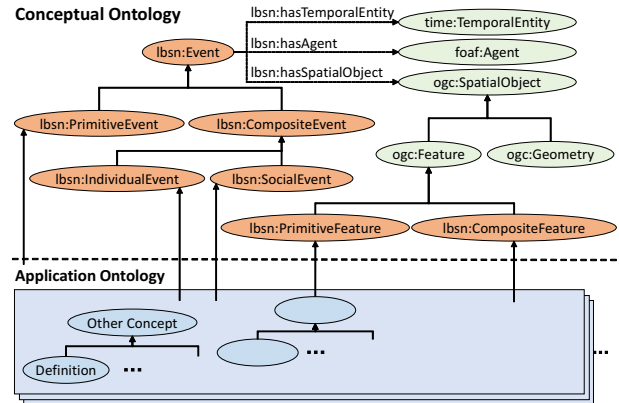 Conceptual Ontology
lbsn:hasTemporalEntity
time:TemporalEntity
lbsn:Event
lbsn:hasAgent
foaf:Agent
lbsn:hasSpatialObject
ogc:SpatialObject
lbsn:PrimitiveEvent
lbsn:CompositeEvent
ogc:Feature
ogc:Geometry
lbsn:IndividualEvent
lbsn:SocialEvent
lbsn:PrimitiveFeature
lbsn:CompositeFeature
Application Ontology
Other Concept
Definition
...
...
...